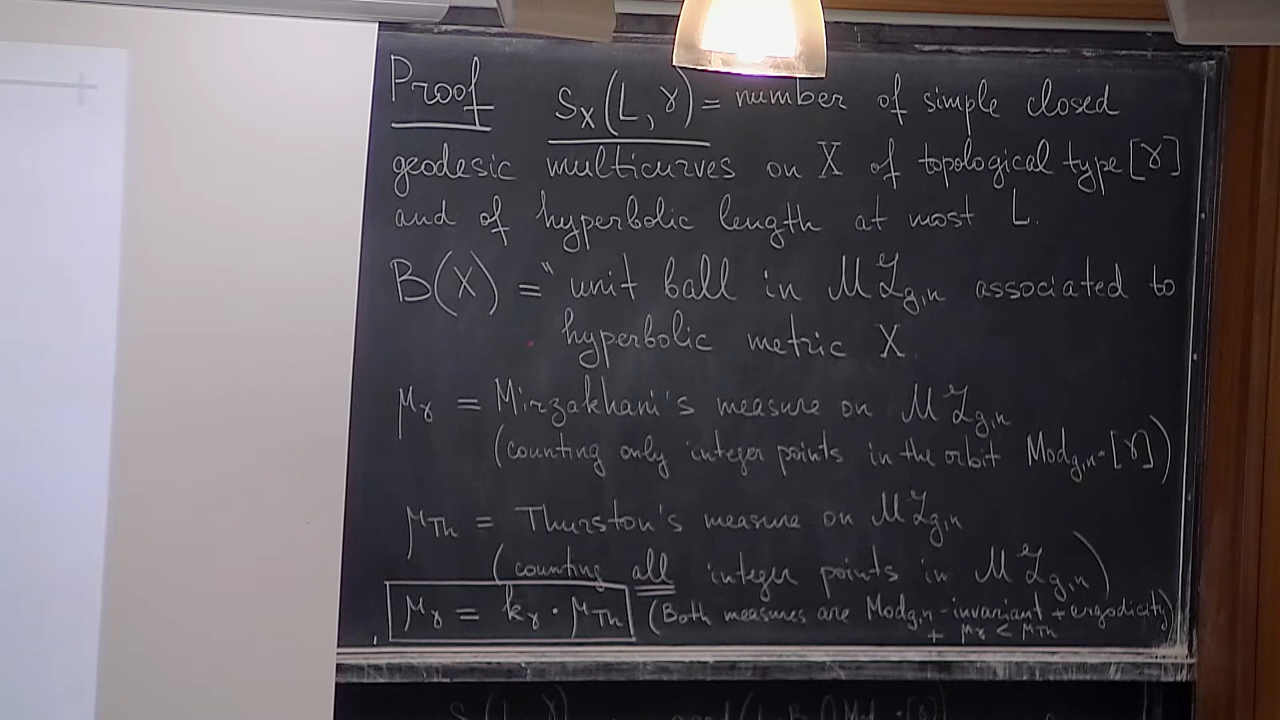 Proof S_X(L, γ) = number of simple closed
geodesic multicurves on X of topological type [γ]
and of hyperbolic length at most L.
B(X) = "unit ball in ML_{g,n} associated to
hyperbolic metric X
μ_γ = Mirzakhani's measure on ML_{g,n}
(counting only integer points in the orbit Mod_{g,n}·[γ])
μ_Th = Thurston's measure on ML_{g,n}
(counting all integer points in ML_{g,n})
μ_γ = k_γ · μ_Th (Both measures are Mod_{g,n}-invariant + ergodicity)
+ μ_γ < μ_Th